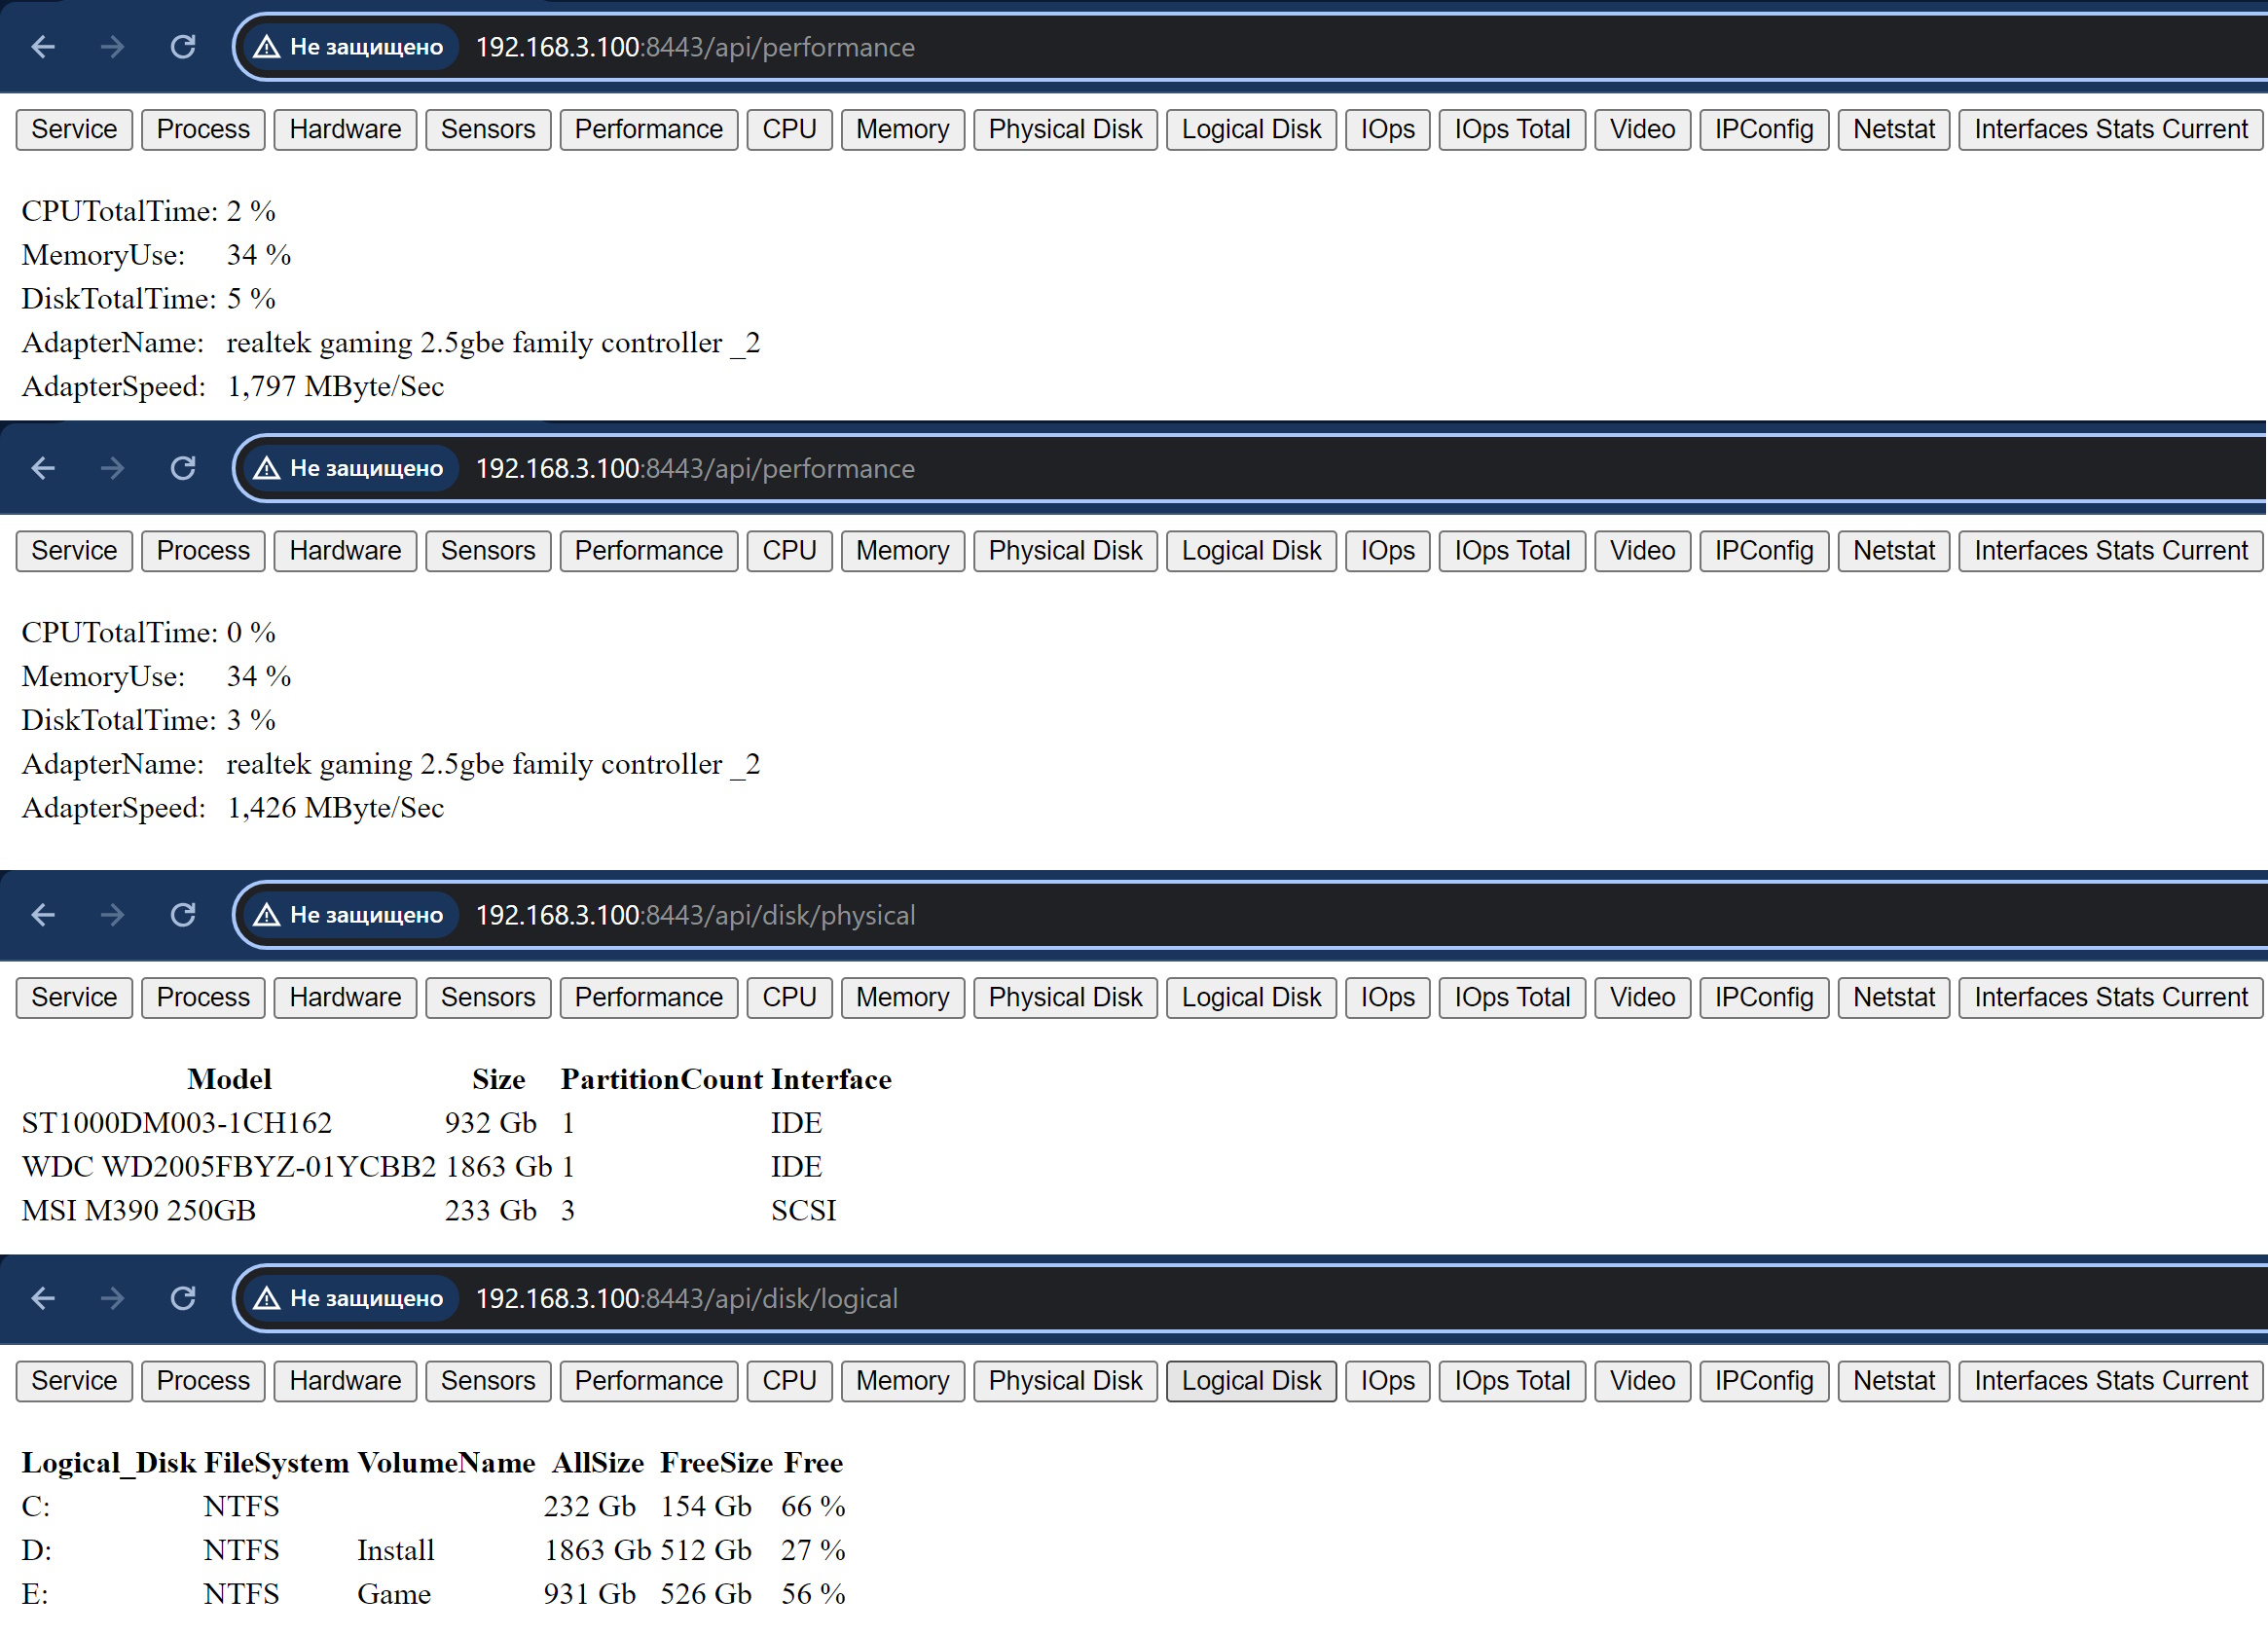 Не защищено 192.168.3.100:8443/api/performance
Service Process Hardware Sensors Performance CPU Memory Physical Disk Logical Disk IOps IOps Total Video IPConfig Netstat Interfaces Stats Current
CPUTotalTime: 2 %
MemoryUse: 34 %
DiskTotalTime: 5 %
AdapterName: realtek gaming 2.5gbe family controller _2
AdapterSpeed: 1,797 MByte/Sec
Не защищено 192.168.3.100:8443/api/performance
Service Process Hardware Sensors Performance CPU Memory Physical Disk Logical Disk IOps IOps Total Video IPConfig Netstat Interfaces Stats Current
CPUTotalTime: 0 %
MemoryUse: 34 %
DiskTotalTime: 3 %
AdapterName: realtek gaming 2.5gbe family controller _2
AdapterSpeed: 1,426 MByte/Sec
Не защищено 192.168.3.100:8443/api/disk/physical
Service Process Hardware Sensors Performance CPU Memory Physical Disk Logical Disk IOps IOps Total Video IPConfig Netstat Interfaces Stats Current
Model Size PartitionCount Interface
ST1000DM003-1CH162 932 Gb 1 IDE
WDC WD2005FBYZ-01YCBB2 1863 Gb 1 IDE
MSI M390 250GB 233 Gb 3 SCSI
Не защищено 192.168.3.100:8443/api/disk/logical
Service Process Hardware Sensors Performance CPU Memory Physical Disk Logical Disk IOps IOps Total Video IPConfig Netstat Interfaces Stats Current
Logical_Disk FileSystem VolumeName AllSize FreeSize Free
C: NTFS 232 Gb 154 Gb 66 %
D: NTFS Install 1863 Gb 512 Gb 27 %
E: NTFS Game 931 Gb 526 Gb 56 %